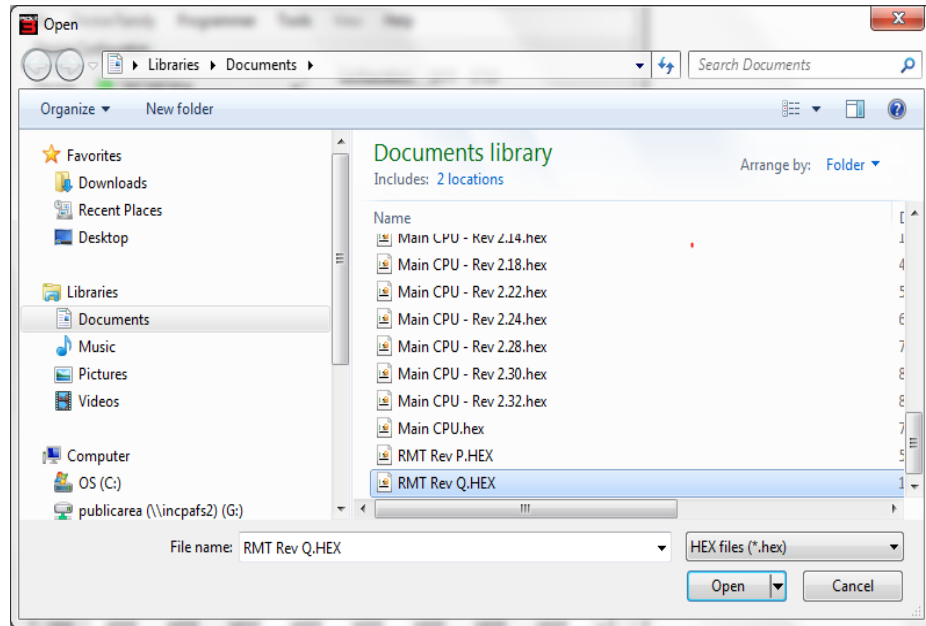 Open
Libraries Documents
Search Documents
Organize New folder
Favorites
Downloads
Recent Places
Desktop
Libraries
Documents
Music
Pictures
Videos
Computer
OS (C:)
publicarea (\\incpafs2) (G:)
Documents library
Includes: 2 locations
Arrange by: Folder
Name
Main CPU - Rev 2.14.hex
Main CPU - Rev 2.18.hex
Main CPU - Rev 2.22.hex
Main CPU - Rev 2.24.hex
Main CPU - Rev 2.28.hex
Main CPU - Rev 2.30.hex
Main CPU - Rev 2.32.hex
Main CPU.hex
RMT Rev P.HEX
RMT Rev Q.HEX
File name: RMT Rev Q.HEX
HEX files (*.hex)
Open Cancel